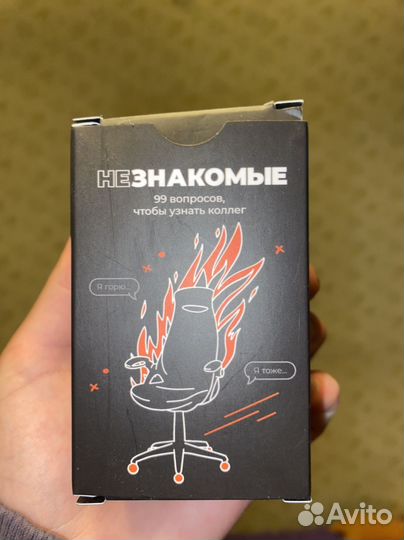 НЕЗНАКОМЫЕ
99 вопросов,
чтобы узнать коллег
Я горю...
Я тоже...
Avito